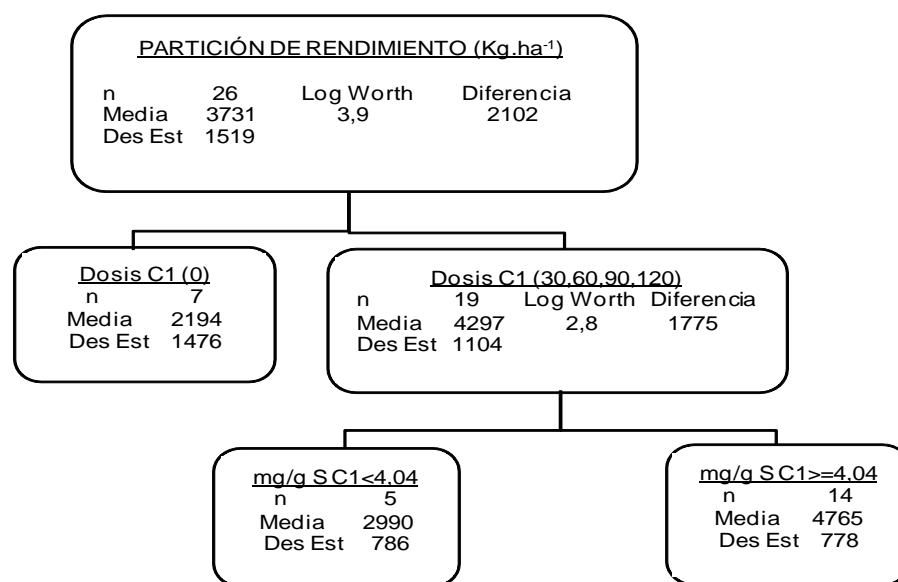 PARTICIÓN DE RENDIMIENTO (Kg.ha⁻¹)
n 26 Log Worth Diferencia
Media 3731 3,9 2102
Des Est 1519
Dosis C1 (0)
n 7
Media 2194
Des Est 1476
Dosis C1 (30,60,90,120)
n 19 Log Worth Diferencia
Media 4297 2,8 1775
Des Est 1104
mg/g S C1<4,04
n 5
Media 2990
Des Est 786
mg/g S C1>=4,04
n 14
Media 4765
Des Est 778